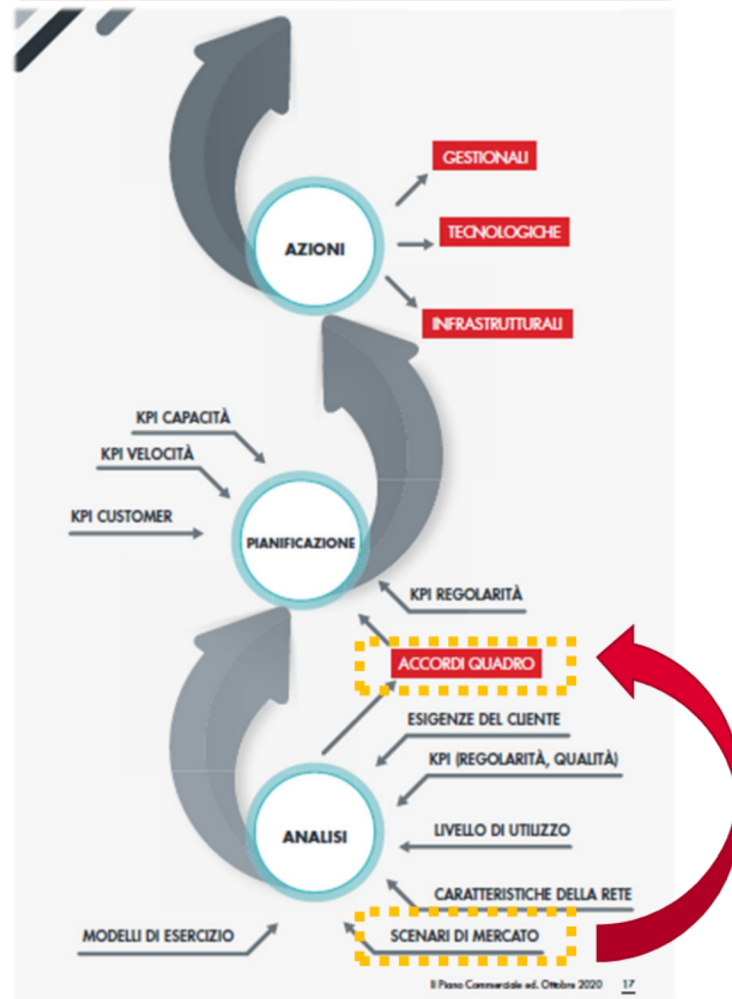 GESTIONALI
TECNOLOGICHE
AZIONI
INFRASTRUTTURALI
KPI CAPACITÀ
KPI VELOCITÀ
KPI CUSTOMER
PIANIFICAZIONE
KPI REGOLARITÀ
ACCORDI QUADRO
ESIGENZE DEL CLIENTE
KPI (REGOLARITÀ, QUALITÀ)
LIVELLO DI UTILIZZO
ANALISI
CARATTERISTICHE DELLA RETE
MODELLI DI ESERCIZIO
SCENARI DI MERCATO
Il Piano Commerciale ed. Ottobre 2020 17